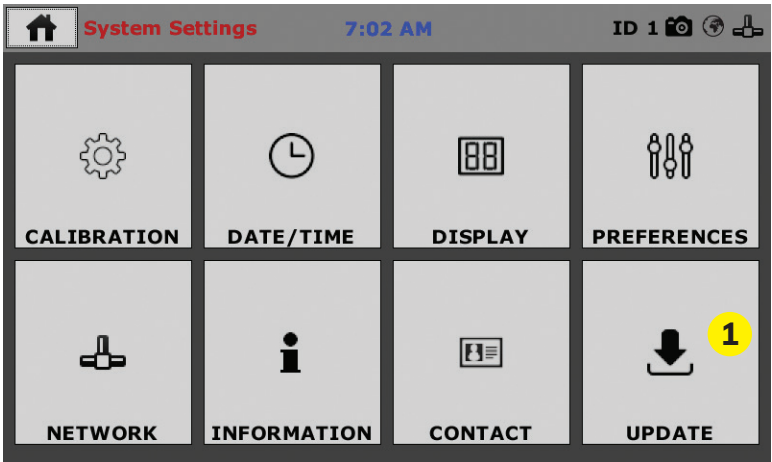 System Settings 7:02 AM ID 1
CALIBRATION DATE/TIME DISPLAY PREFERENCES
88
1
NETWORK INFORMATION CONTACT UPDATE